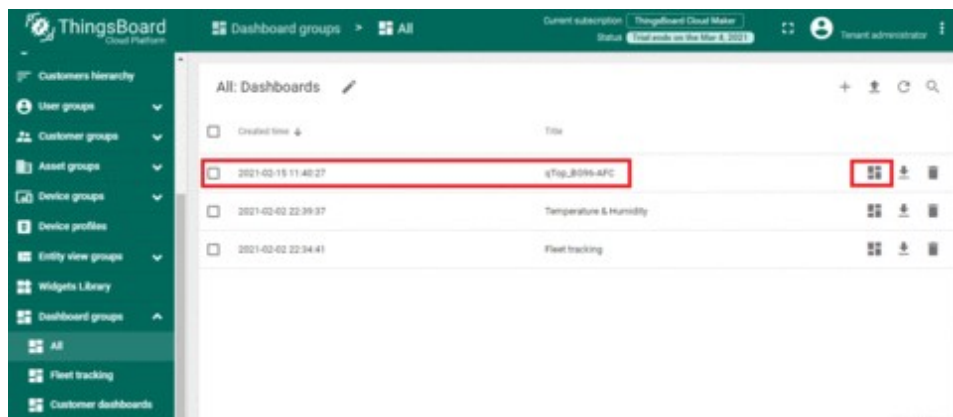 ThingsBoard
Cloud Platform
Dashboard groups > All
Current subscription ThingsBoard Cloud Maker
Status Trial ends on the Mar 4, 2021
Tenant administrator
Customers hierarchy
User groups
Customer groups
Asset groups
Device groups
Device profiles
Entity view groups
Widgets Library
Dashboard groups
All
Fleet tracking
Customer dashboards
All: Dashboards
Created time Title
2021-02-15 11:40:27 qTop_BG96-AFC
2021-02-02 22:39:37 Temperature & Humidity
2021-02-02 22:34:41 Fleet tracking